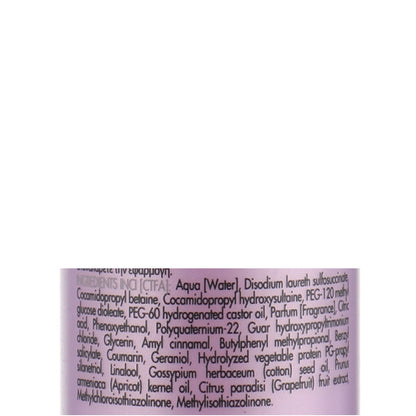 επαναλάβετε την εφαρμογή.
INGREDIENTS INCI [CTFA]: Aqua [Water], Disodium laureth sulfosuccinate,
Cocamidopropyl betaine, Cocamidopropyl hydroxysultaine, PEG-120 methyl
glucose dioleate, PEG-60 hydrogenated castor oil, Parfum [Fragrance], Citric
acid, Phenoxyethanol, Polyquaternium-22, Guar hydroxypropyltrimonium
chloride, Glycerin, Amyl cinnamal, Butylphenyl methylpropional, Benzyl
salicylate, Coumarin, Geraniol, Hydrolyzed vegetable protein PG-propyl
silanetriol, Linalool, Gossypium herbaceum (cotton) seed oil, Prunus
armeniaca (Apricot) kernel oil, Citrus paradisi (Grapefruit) fruit extract,
Methylchloroisothiazolinone, Methylisothiazolinone.